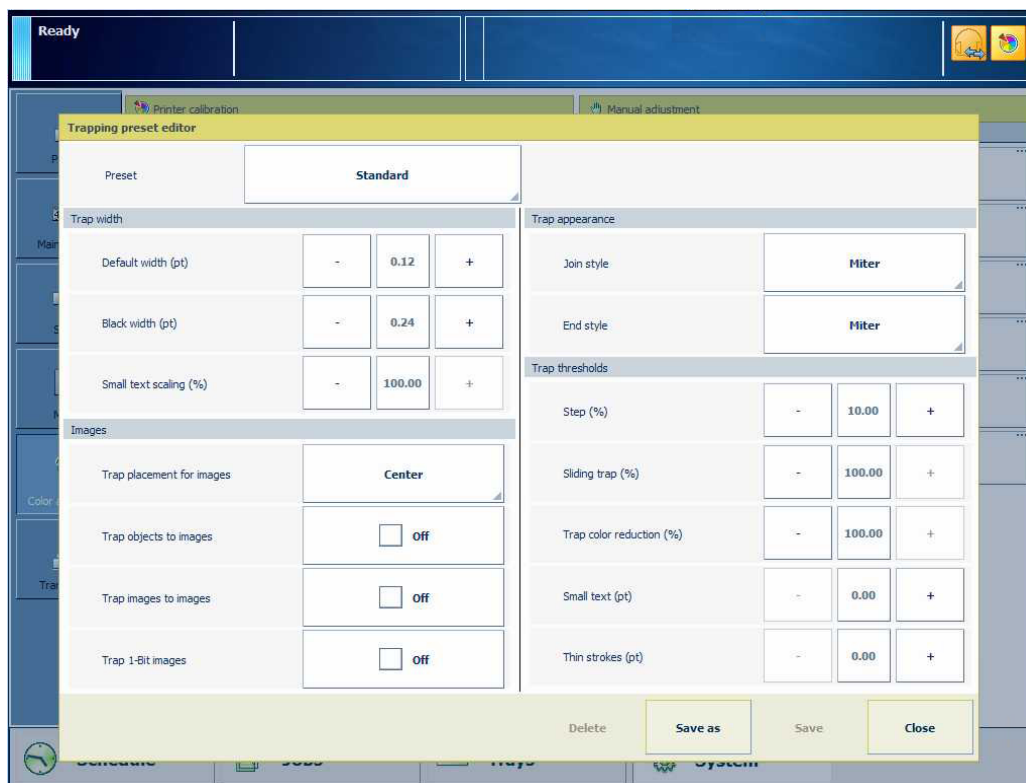 Ready
Printer calibration
Manual adjustment
Trapping preset editor
Preset
Standard
Trap width
Default width (pt)
-
0.12
+
Black width (pt)
-
0.24
+
Small text scaling (%)
-
100.00
+
Images
Trap placement for images
Center
Trap objects to images
Off
Trap images to images
Off
Trap 1-Bit images
Off
Trap appearance
Join style
Miter
End style
Miter
Trap thresholds
Step (%)
-
10.00
+
Sliding trap (%)
-
100.00
+
Trap color reduction (%)
-
100.00
+
Small text (pt)
-
0.00
+
Thin strokes (pt)
-
0.00
+
Delete
Save as
Save
Close
Schedule
Jobs
Trays
System